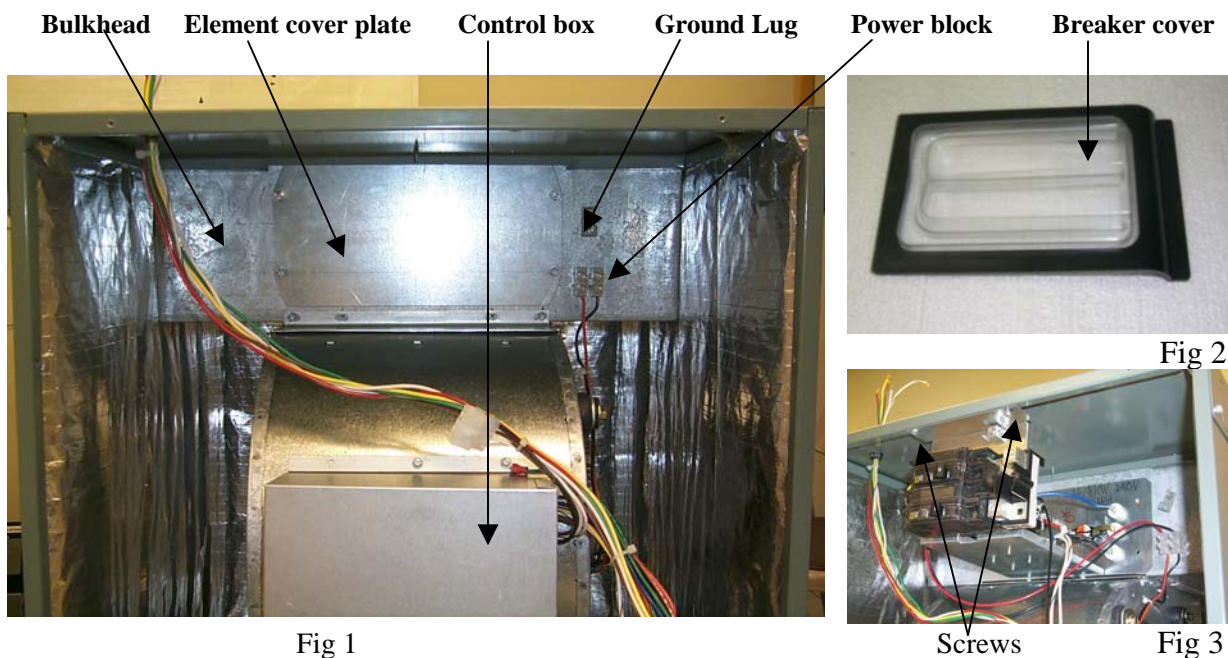 Bulkhead Element cover plate Control box Ground Lug Power block Breaker cover
Fig 2
Fig 1
Screws Fig 3